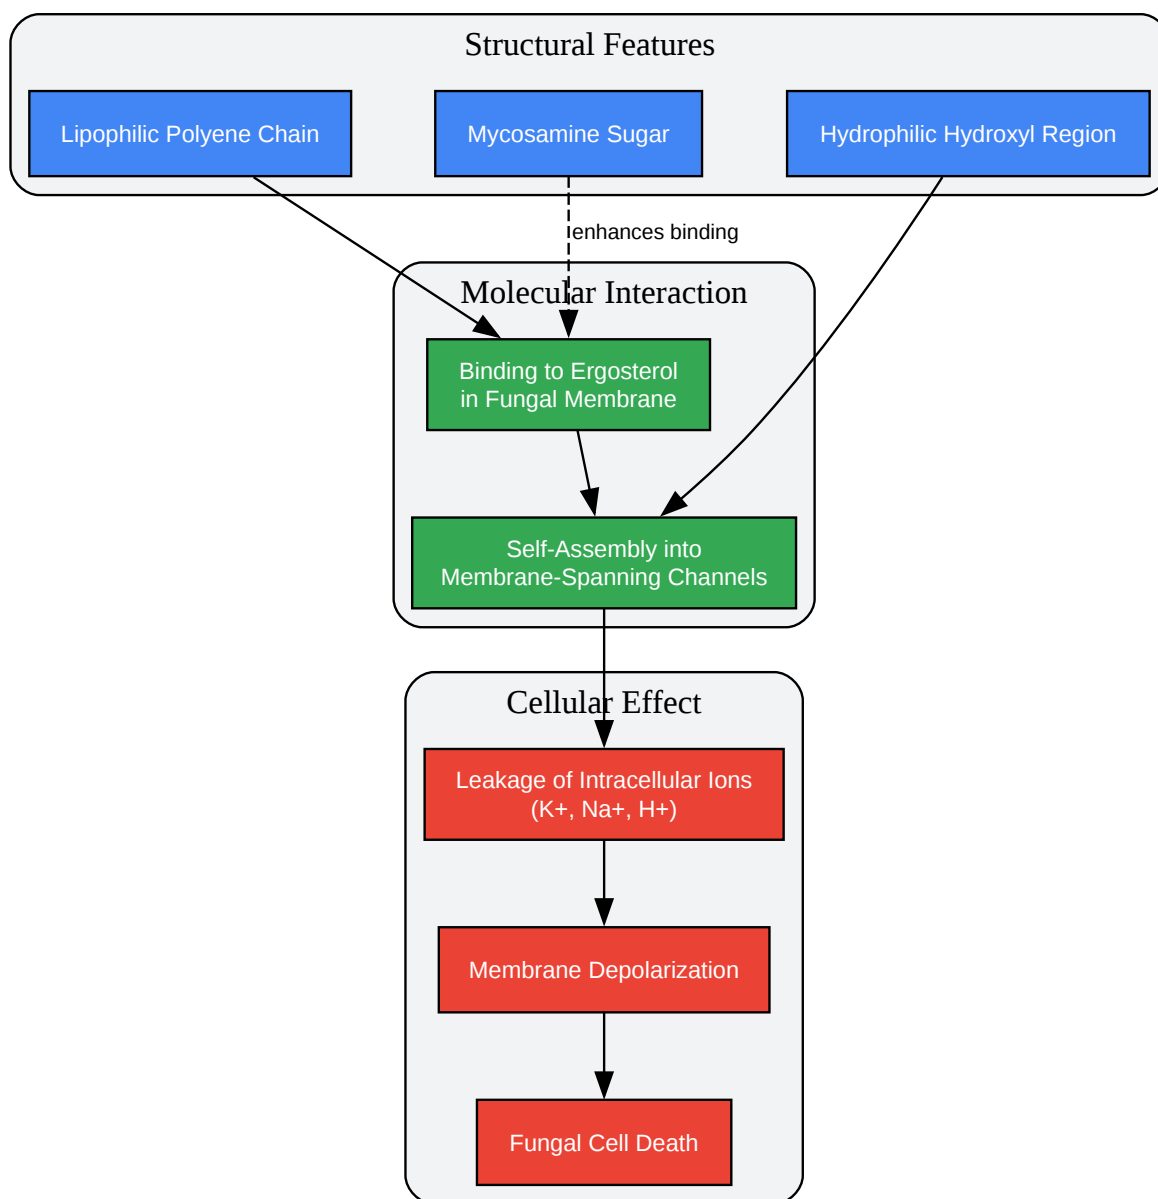 Structural Features
Lipophilic Polyene Chain
Mycosamine Sugar
Hydrophilic Hydroxyl Region
enhances binding
Molecular Interaction
Binding to Ergosterol
in Fungal Membrane
Self-Assembly into
Membrane-Spanning Channels
Cellular Effect
Leakage of Intracellular Ions
(K+, Na+, H+)
Membrane Depolarization
Fungal Cell Death